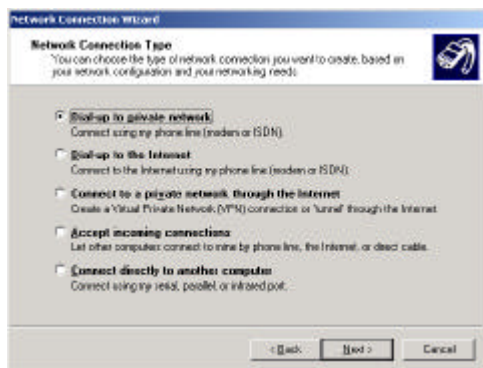 Network Connection Wizard
Network Connection Type
You can choose the type of network connection you want to create, based on
your network configuration and your networking needs.
Dial-up to private network
Connect using my phone line (modem or ISDN).
Dial-up to the Internet
Connect to the Internet using my phone line (modem or ISDN).
Connect to a private network through the Internet
Create a Virtual Private Network (VPN) connection or 'tunnel' through the Internet.
Accept incoming connections
Let other computers connect to mine by phone line, the Internet, or direct cable.
Connect directly to another computer
Connect using my serial, parallel, or infrared port.
< Back
Next >
Cancel